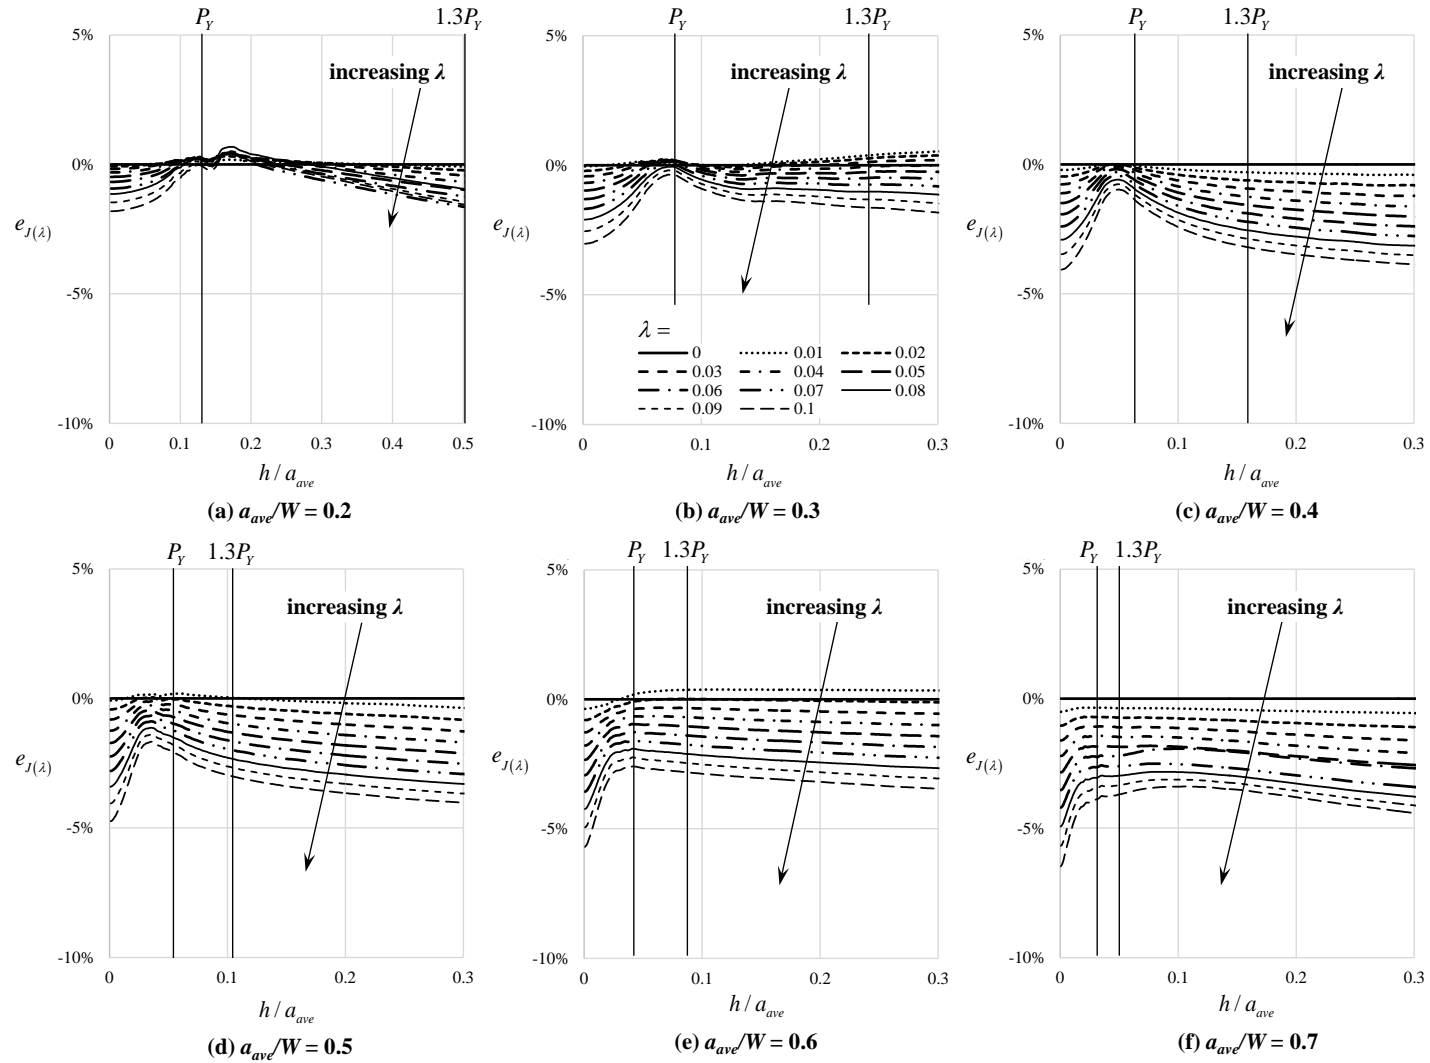 P_Y 1.3P_Y
5%
increasing λ
0%
e_J(λ)
-5%
-10%
0 0.1 0.2 0.3 0.4 0.5
h / a_ave
(a) a_ave/W = 0.2
P_Y 1.3P_Y
5%
increasing λ
0%
e_J(λ)
-5%
λ =
0 0.01 0.02
0.03 0.04 0.05
0.06 0.07 0.08
0.09 0.1
-10%
0 0.1 0.2 0.3
h / a_ave
(b) a_ave/W = 0.3
P_Y 1.3P_Y
5%
increasing λ
0%
e_J(λ)
-5%
-10%
0 0.1 0.2 0.3
h / a_ave
(c) a_ave/W = 0.4
P_Y 1.3P_Y
5%
increasing λ
0%
e_J(λ)
-5%
-10%
0 0.1 0.2 0.3
h / a_ave
(d) a_ave/W = 0.5
P_Y 1.3P_Y
5%
increasing λ
0%
e_J(λ)
-5%
-10%
0 0.1 0.2 0.3
h / a_ave
(e) a_ave/W = 0.6
P_Y 1.3P_Y
5%
increasing λ
0%
e_J(λ)
-5%
-10%
0 0.1 0.2 0.3
h / a_ave
(f) a_ave/W = 0.7